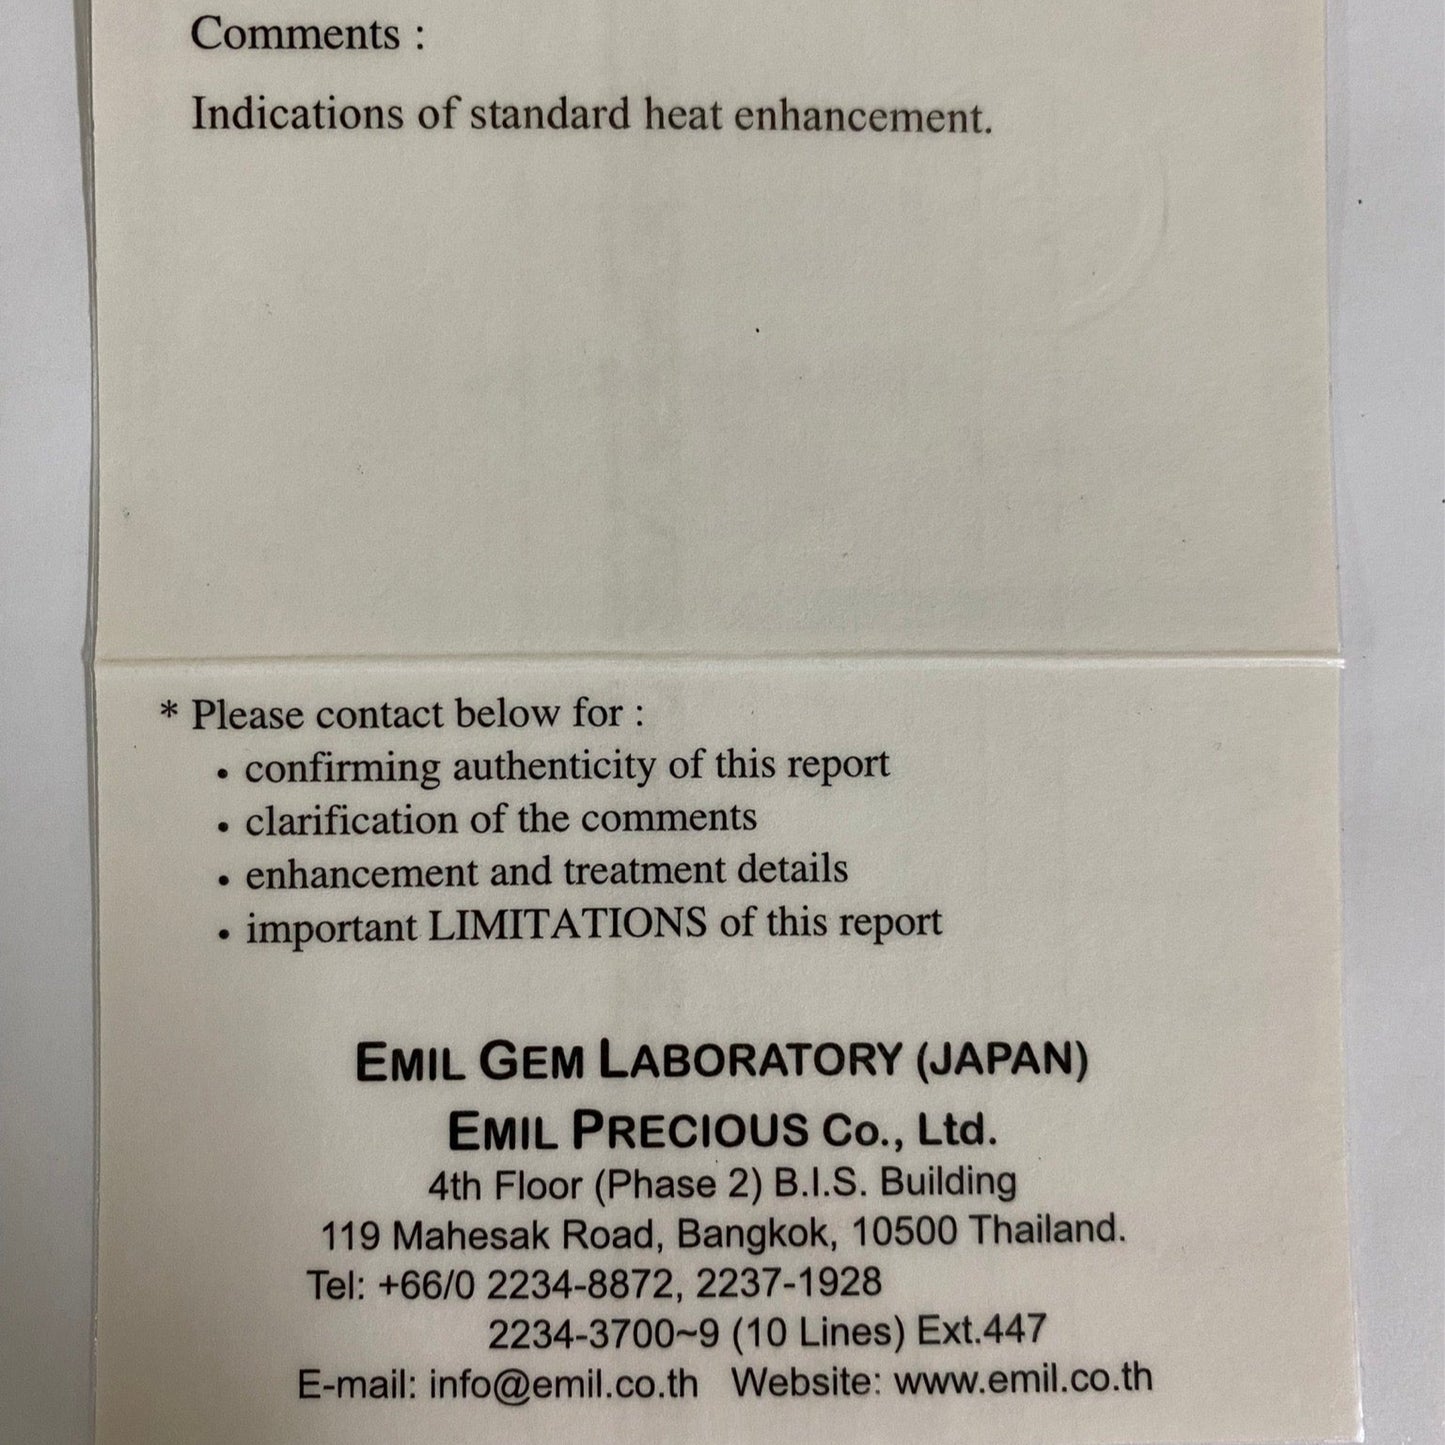 Comments :
Indications of standard heat enhancement.
* Please contact below for :
• confirming authenticity of this report
• clarification of the comments
• enhancement and treatment details
• important LIMITATIONS of this report
EMIL GEM LABORATORY (JAPAN)
EMIL PRECIOUS Co., Ltd.
4th Floor (Phase 2) B.I.S. Building
119 Mahesak Road, Bangkok, 10500 Thailand.
Tel: +66/0 2234-8872, 2237-1928
2234-3700~9 (10 Lines) Ext.447
E-mail: info@emil.co.th Website: www.emil.co.th